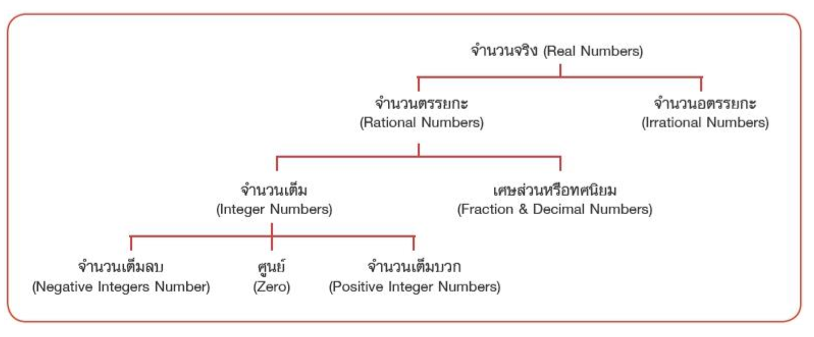 จำนวนจริง (Real Numbers)
จำนวนตรรยกะ
(Rational Numbers)
จำนวนอตรรยกะ
(Irrational Numbers)
จำนวนเต็ม
(Integer Numbers)
เศษส่วนหรือทศนิยม
(Fraction & Decimal Numbers)
จำนวนเต็มลบ
(Negative Integers Number)
ศูนย์
(Zero)
จำนวนเต็มบวก
(Positive Integer Numbers)